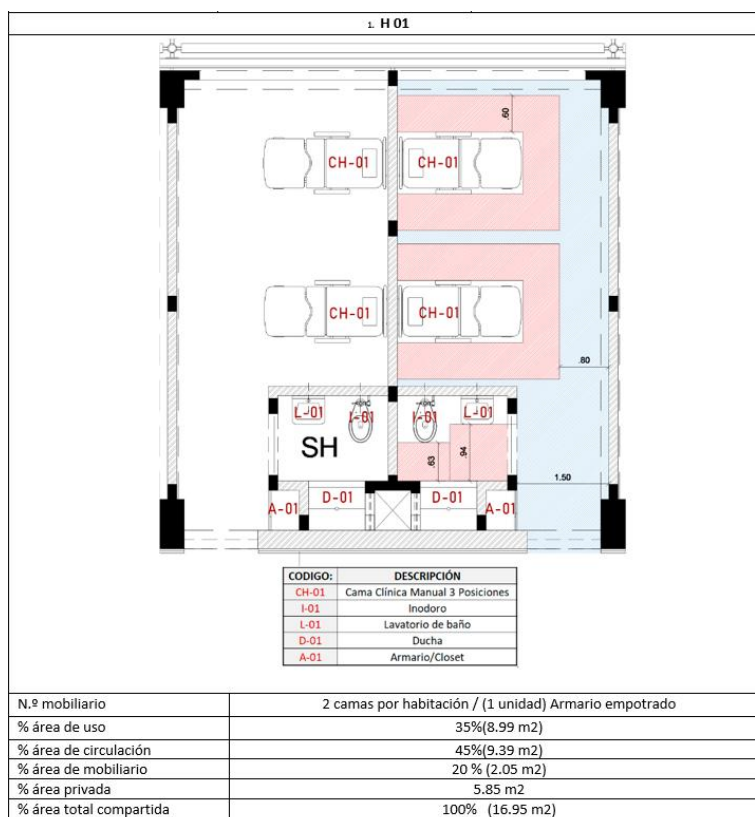 1. H 01
.60
CH-01 CH-01
CH-01 CH-01
.80
L-01 I-01 I-01 L-01
SH
.63 .94
1.50
A-01 D-01 D-01 A-01
CODIGO: DESCRIPCIÓN
CH-01 Cama Clínica Manual 3 Posiciones
I-01 Inodoro
L-01 Lavatorio de baño
D-01 Ducha
A-01 Armario/Closet
N.º mobiliario 2 camas por habitación / (1 unidad) Armario empotrado
% área de uso 35%(8.99 m2)
% área de circulación 45%(9.39 m2)
% área de mobiliario 20 % (2.05 m2)
% área privada 5.85 m2
% área total compartida 100% (16.95 m2)